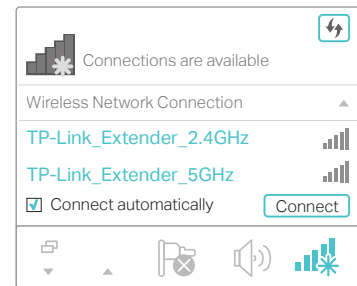 Connections are available
Wireless Network Connection
TP-Link_Extender_2.4GHz
TP-Link_Extender_5GHz
Connect automatically
Connect